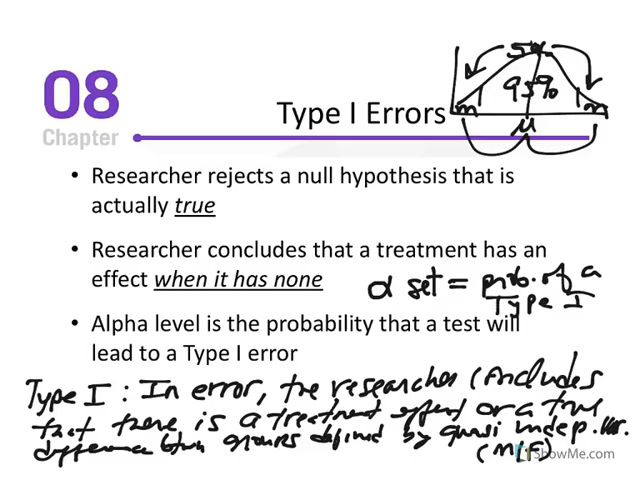 08
Chapter
Type I Errors
5%
95%
μ
• Researcher rejects a null hypothesis that is
actually true
• Researcher concludes that a treatment has an
effect when it has none
α set = prob. of a
Type I
• Alpha level is the probability that a test will
lead to a Type I error
Type I : In error, the researcher concludes
that there is a treatment effect or a true
difference btwn groups defined by quasi indep. var.
(M/F)
ShowMe.com